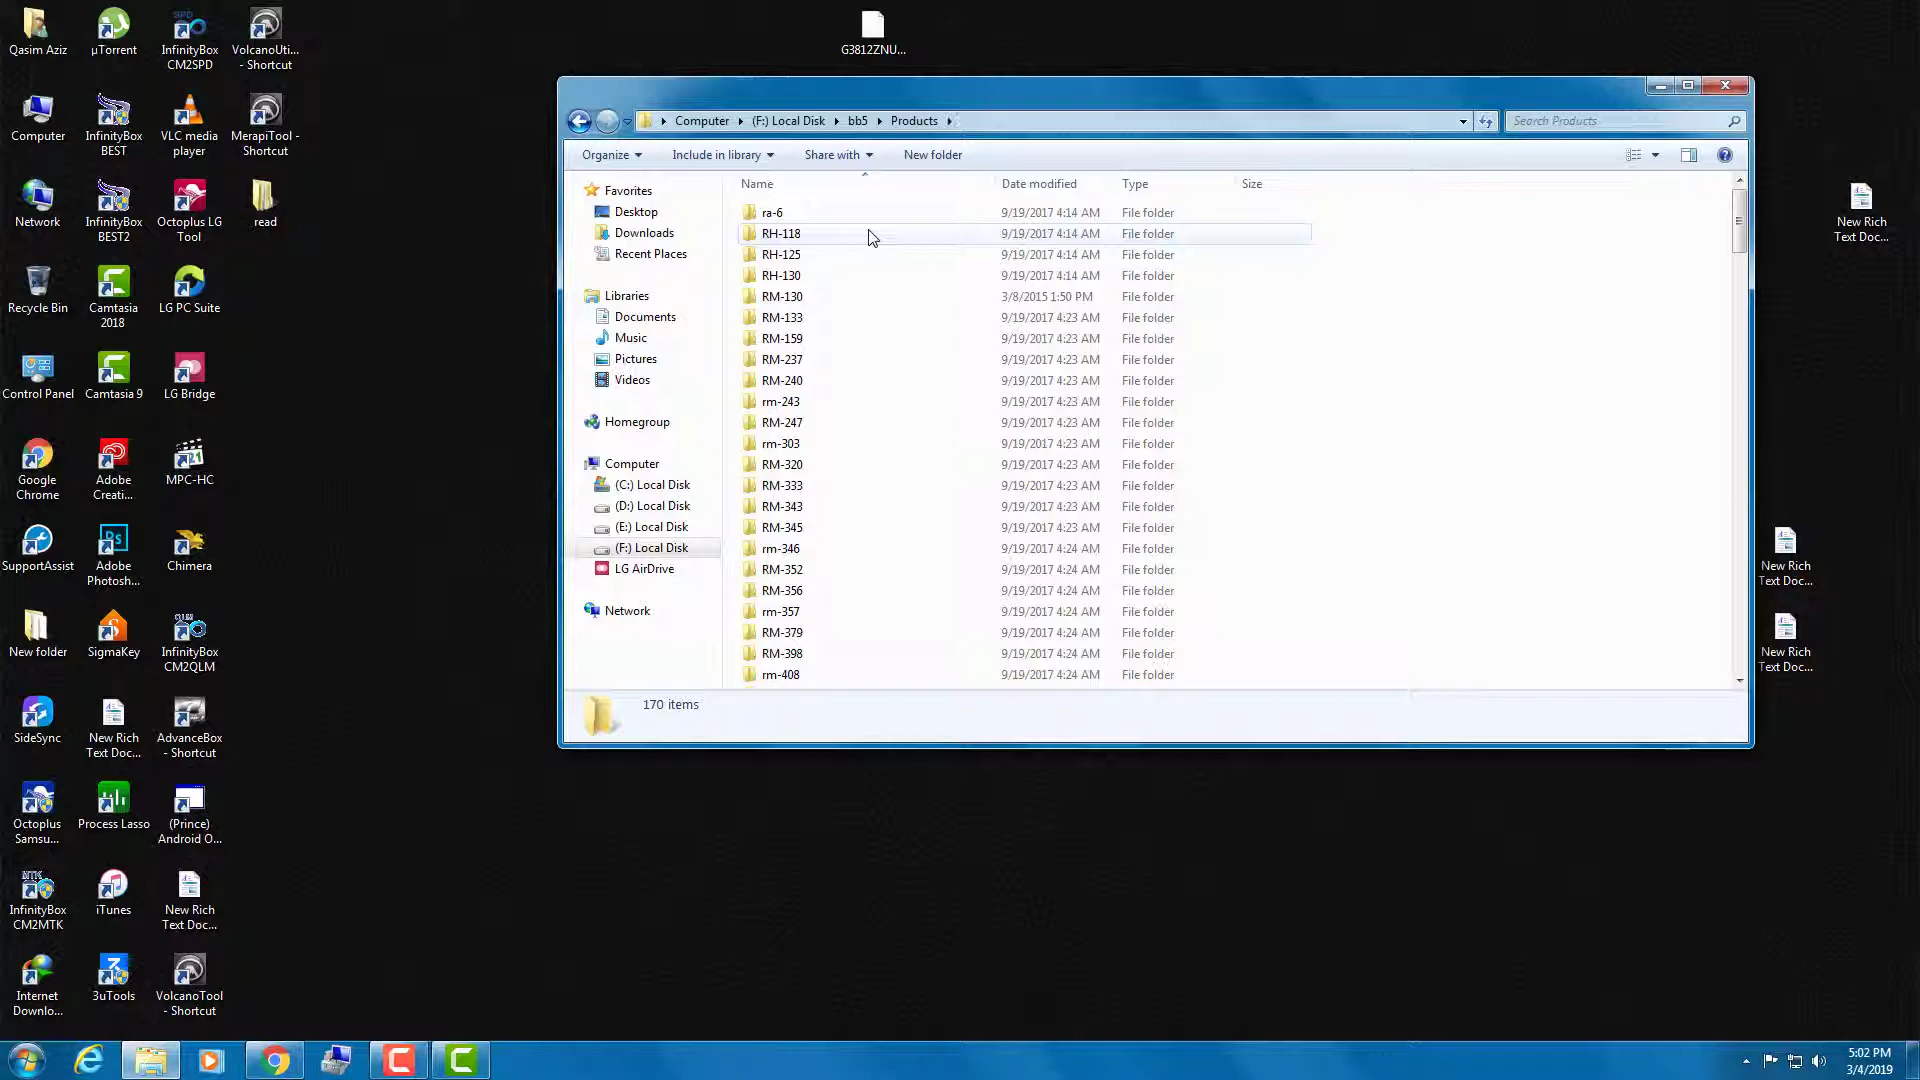 Qasim Aziz
µTorrent
InfinityBox
CM2SPD
VolcanoUti...
- Shortcut
G3812ZNU...
Computer
InfinityBox
BEST
VLC media
player
MerapiTool -
Shortcut
Network
InfinityBox
BEST2
Octoplus LG
Tool
read
Recycle Bin
Camtasia
2018
LG PC Suite
Control Panel
Camtasia 9
LG Bridge
Google
Chrome
Adobe
Creati...
MPC-HC
SupportAssist
Adobe
Photosh...
Chimera
New folder
SigmaKey
InfinityBox
CM2QLM
SideSync
New Rich
Text Doc...
AdvanceBox
- Shortcut
Octoplus
Samsu...
Process Lasso
(Prince)
Android O...
InfinityBox
CM2MTK
iTunes
New Rich
Text Doc...
Internet
Downlo...
3uTools
VolcanoTool
- Shortcut
Computer
(F:) Local Disk
bb5
Products
Search Products
Organize
Include in library
Share with
New folder
Favorites
Desktop
Downloads
Recent Places
Libraries
Documents
Music
Pictures
Videos
Homegroup
Computer
(C:) Local Disk
(D:) Local Disk
(E:) Local Disk
(F:) Local Disk
LG AirDrive
Network
Name Date modified Type Size
ra-6 9/19/2017 4:14 AM File folder
RH-118 9/19/2017 4:14 AM File folder
RH-125 9/19/2017 4:14 AM File folder
RH-130 9/19/2017 4:14 AM File folder
RM-130 3/8/2015 1:50 PM File folder
RM-133 9/19/2017 4:23 AM File folder
RM-159 9/19/2017 4:23 AM File folder
RM-237 9/19/2017 4:23 AM File folder
RM-240 9/19/2017 4:23 AM File folder
rm-243 9/19/2017 4:23 AM File folder
RM-247 9/19/2017 4:23 AM File folder
rm-303 9/19/2017 4:23 AM File folder
RM-320 9/19/2017 4:23 AM File folder
RM-333 9/19/2017 4:23 AM File folder
RM-343 9/19/2017 4:23 AM File folder
RM-345 9/19/2017 4:23 AM File folder
rm-346 9/19/2017 4:24 AM File folder
RM-352 9/19/2017 4:24 AM File folder
RM-356 9/19/2017 4:24 AM File folder
rm-357 9/19/2017 4:24 AM File folder
RM-379 9/19/2017 4:24 AM File folder
RM-398 9/19/2017 4:24 AM File folder
rm-408 9/19/2017 4:24 AM File folder
170 items
New Rich
Text Doc...
New Rich
Text Doc...
New Rich
Text Doc...
5:02 PM
3/4/2019